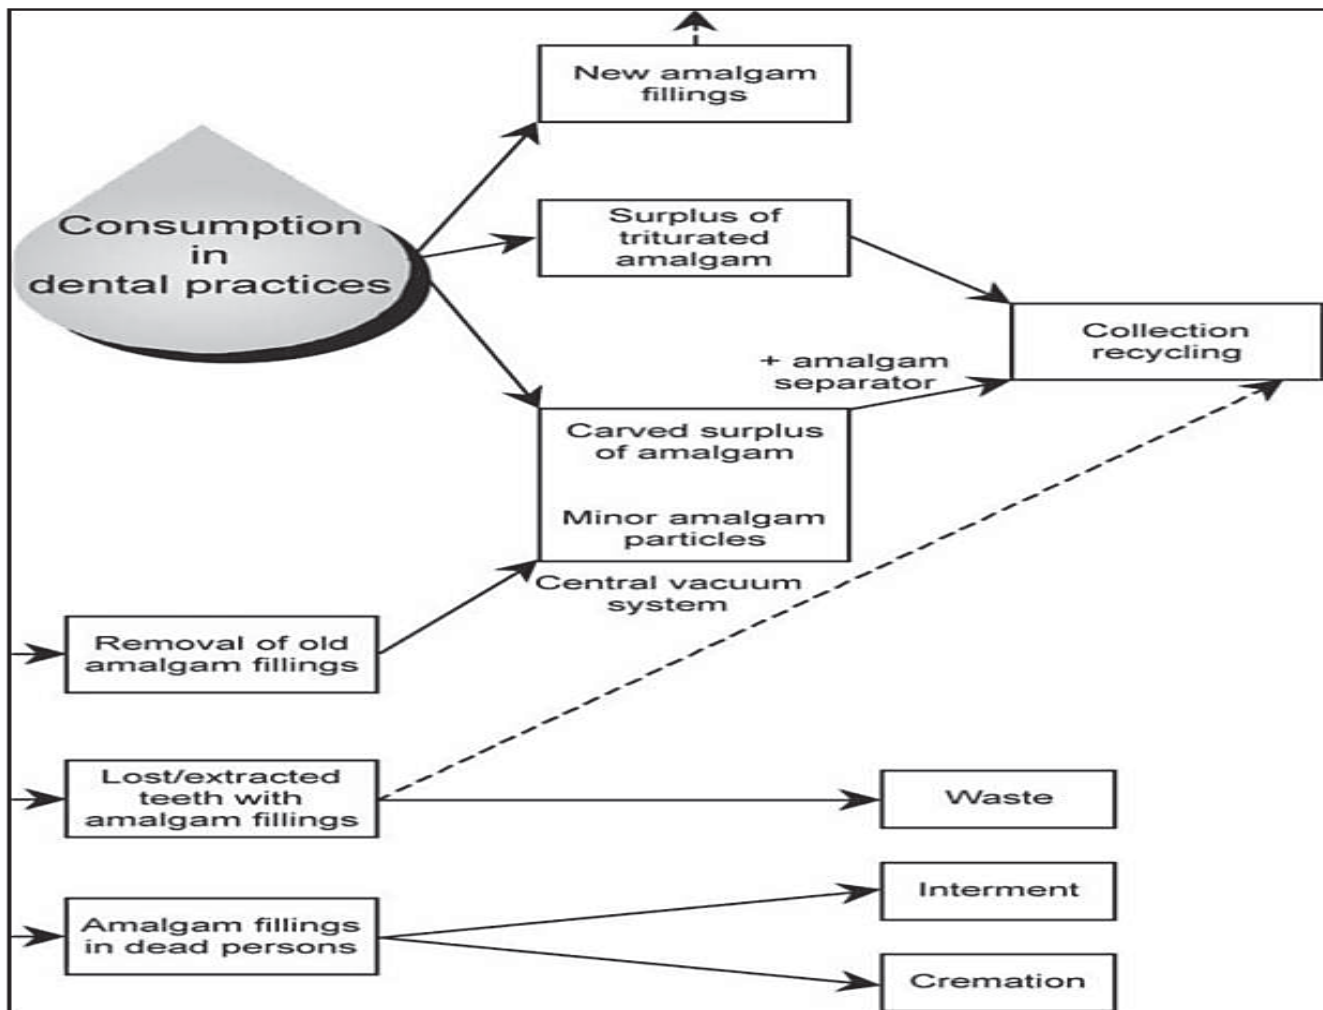 New amalgam
fillings
Consumption
in
dental practices
Surplus of
triturated
amalgam
Collection
recycling
+ amalgam
separator
Carved surplus
of amalgam
Minor amalgam
particles
Central vacuum
system
Removal of old
amalgam fillings
Lost/extracted
teeth with
amalgam fillings
Waste
Interment
Amalgam fillings
in dead persons
Cremation